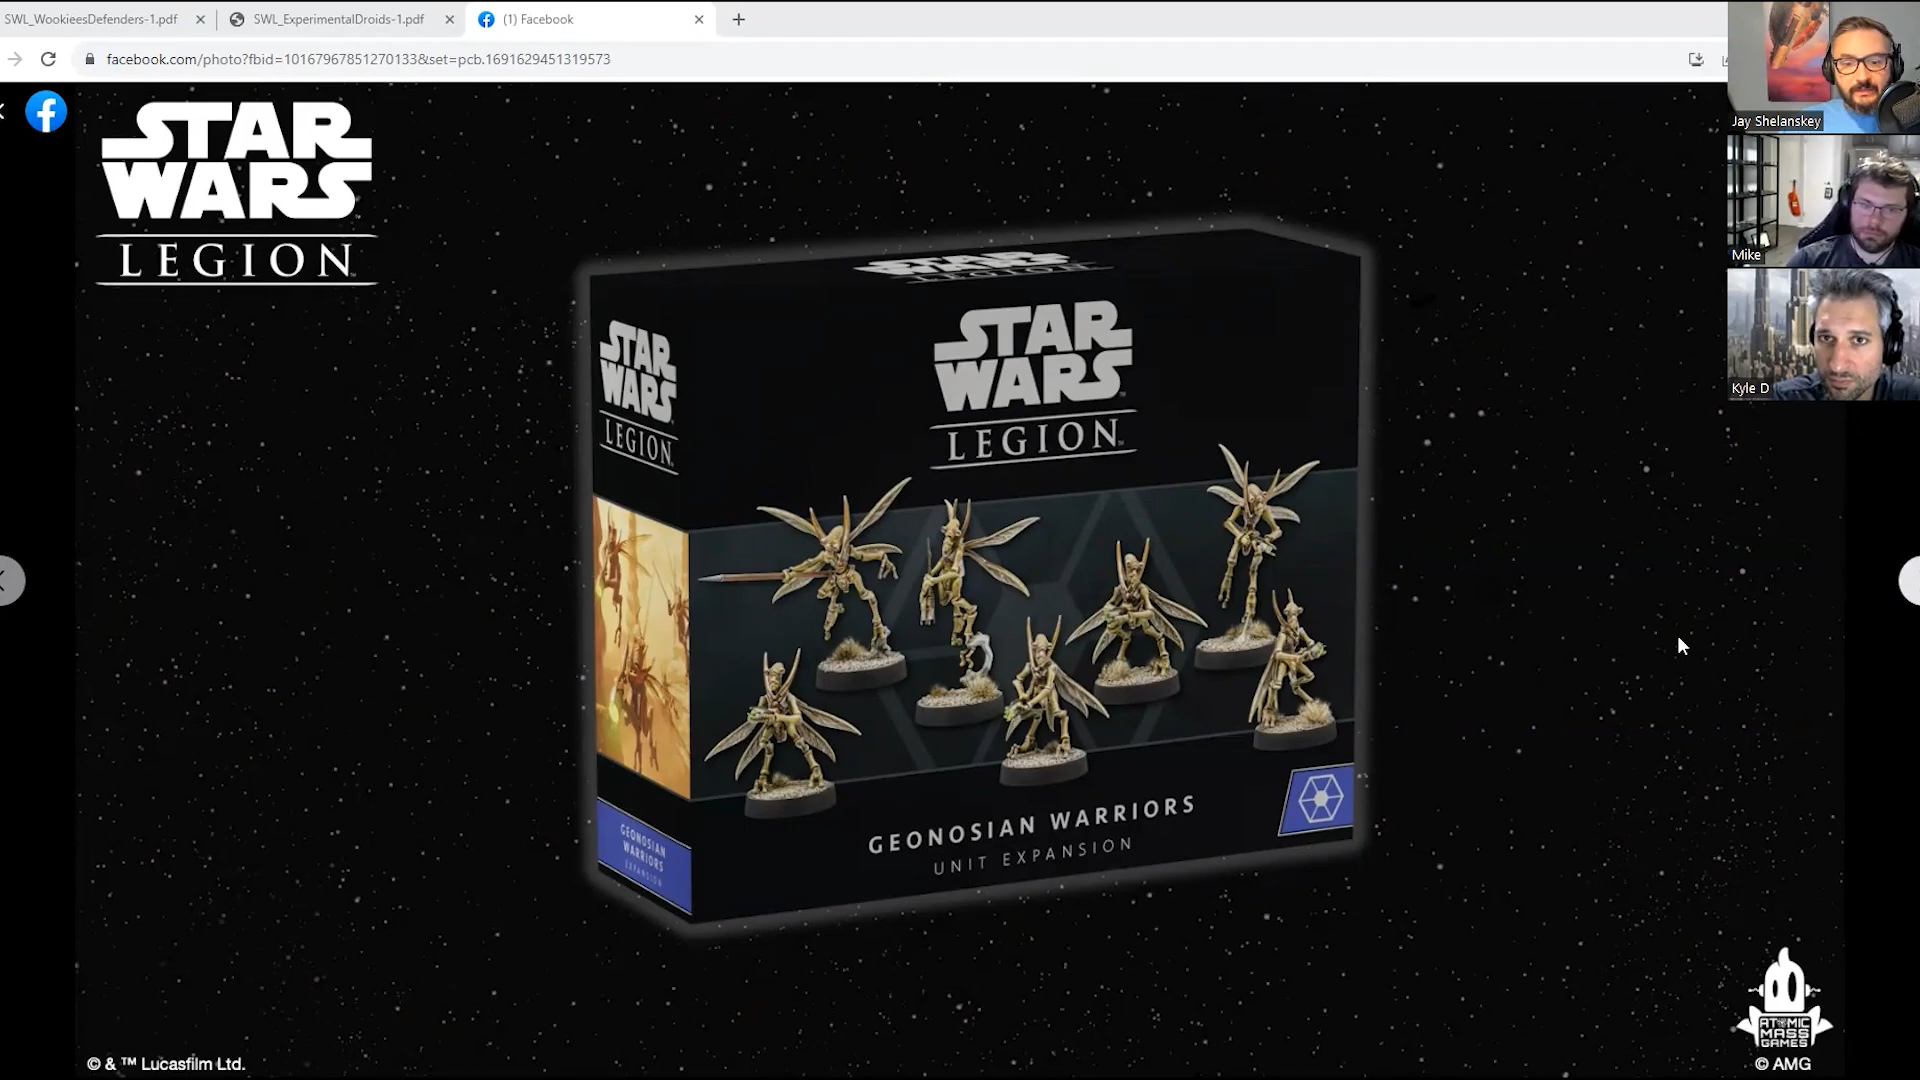 SWL_WookieesDefenders-1.pdf
SWL_ExperimentalDroids-1.pdf
(1) Facebook
facebook.com/photo?fbid=10167967851270133&set=pcb.1691629451319573
Jay Shelanskey
Mike
Kyle D
STAR
WARS
LEGION
STAR WARS
LEGION
STAR
WARS
LEGION
STAR
WARS
LEGION
GEONOSIAN WARRIORS
UNIT EXPANSION
GEONOSIAN
WARRIORS
EXPANSION
ATOMIC
MASS
GAMES
© & ™ Lucasfilm Ltd.
© AMG